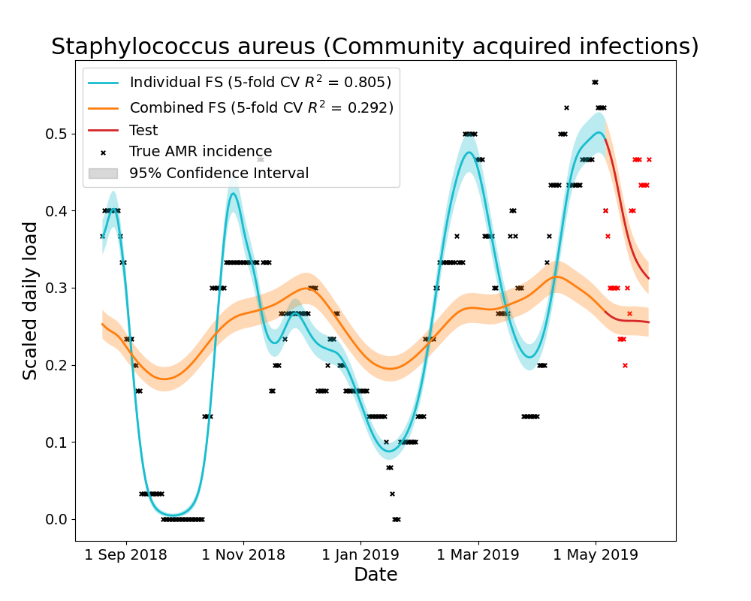 Staphylococcus aureus (Community acquired infections)
Individual FS (5-fold CV R² = 0.805)
Combined FS (5-fold CV R² = 0.292)
Test
True AMR incidence
95% Confidence Interval
Scaled daily load
0.5
0.4
0.3
0.2
0.1
0.0
1 Sep 2018 1 Nov 2018 1 Jan 2019 1 Mar 2019 1 May 2019
Date